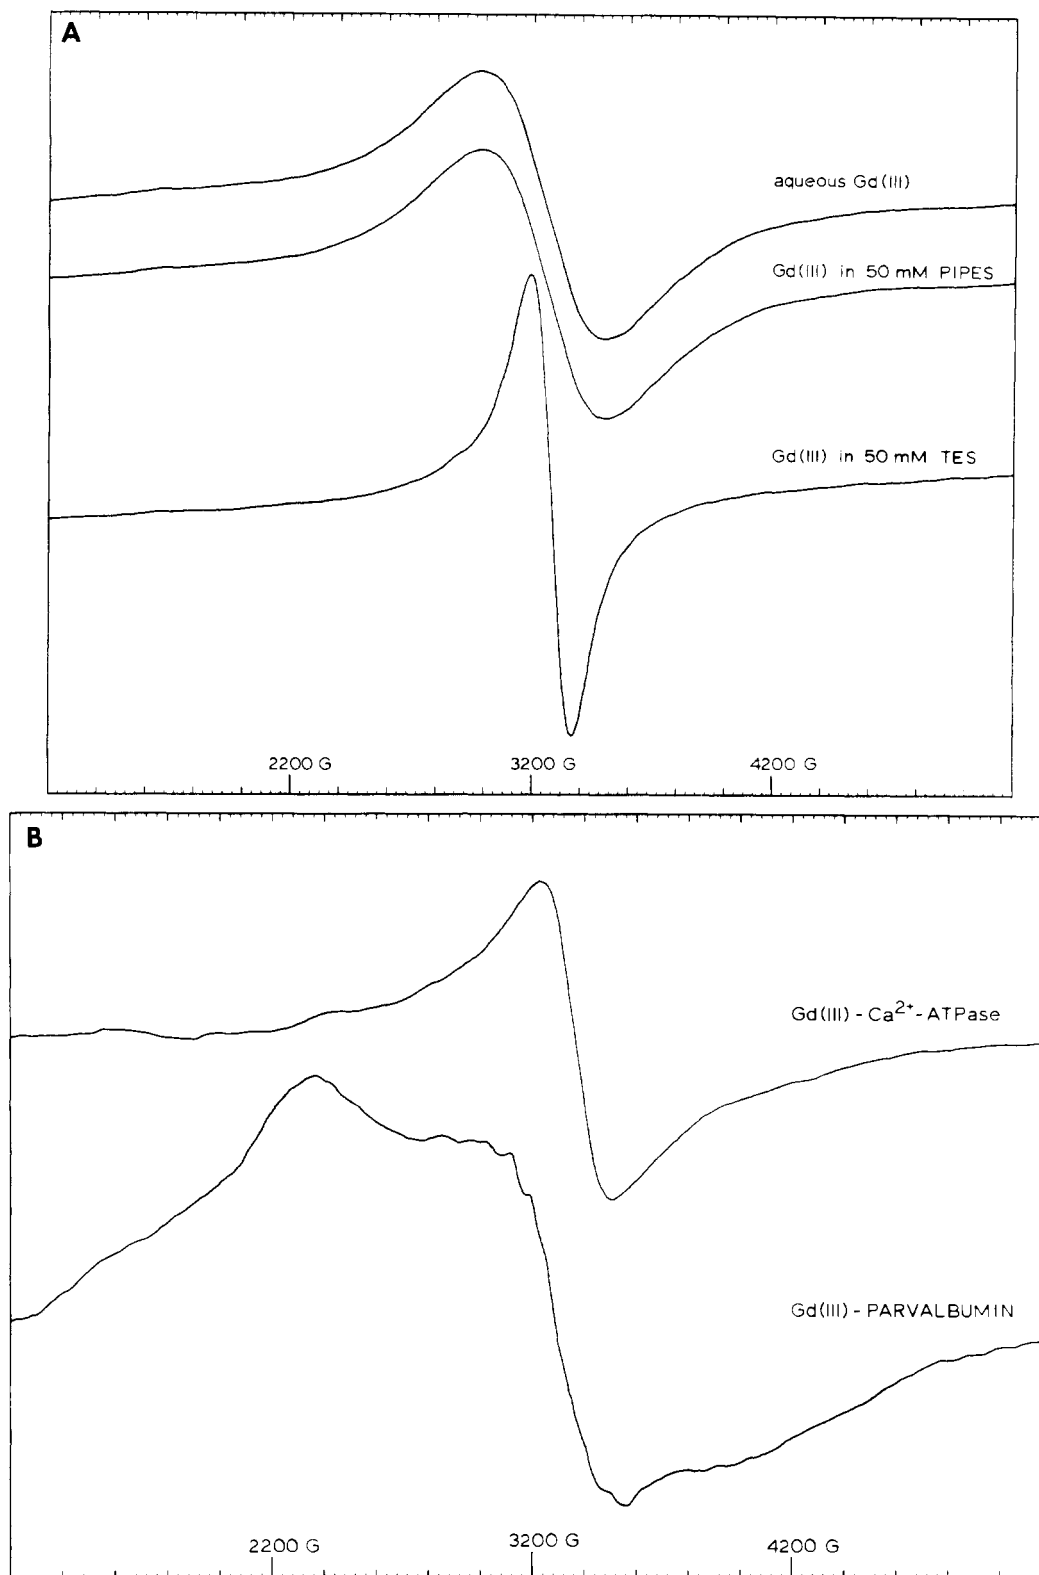 A
aqueous Gd(III)
Gd(III) in 50 mM PIPES
Gd(III) in 50 mM TES
2200 G 3200 G 4200 G
B
Gd(III) - Ca²⁺ - ATPase
Gd(III) - PARVALBUMIN
2200 G 3200 G 4200 G